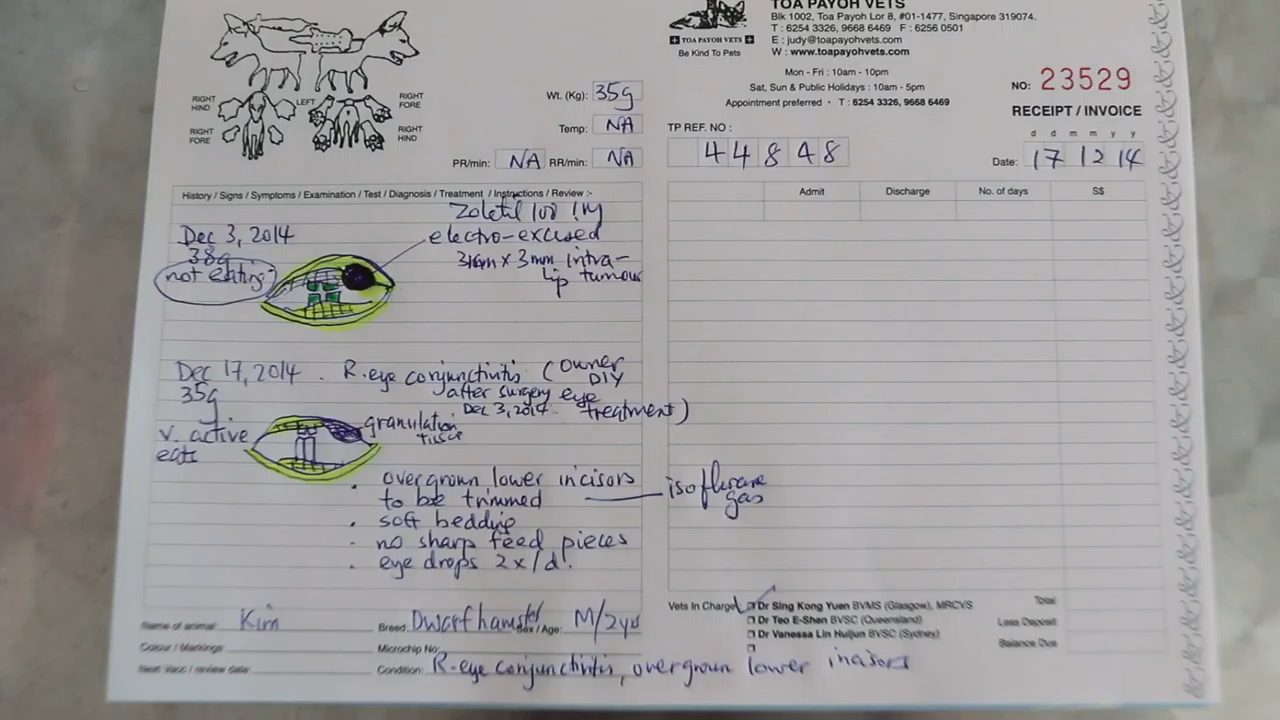 TOA PAYOH VETS
Blk 1002, Toa Payoh Lor 8, #01-1477, Singapore 319074.
T : 6254 3326, 9668 6469 F : 6256 0501
E : judy@toapayohvets.com
W : www.toapayohvets.com
TOA PAYOH VETS
Be Kind To Pets
Mon - Fri : 10am - 10pm
Sat, Sun & Public Holidays : 10am - 5pm
Appointment preferred · T : 6254 3326, 9668 6469
NO: 23529
RECEIPT / INVOICE
RIGHT HIND
LEFT
RIGHT FORE
RIGHT FORE
RIGHT HIND
Wt. (Kg): 35g
Temp: NA
PR/min: NA RR/min: NA
TP REF. NO :
44848
d d m m y y
Date: 17 12 14
History / Signs / Symptoms / Examination / Test / Diagnosis / Treatment / Instructions / Review :-
Admit Discharge No. of days S$
Zoletil 100 IM
Dec 3, 2014
electro-excised
38g
3mm x 3mm intra-
not eating
lip tumour
Dec 17, 2014 . R. eye conjunctivitis (owner
DIY
35g
after surgery eye
Dec 3, 2014. treatment)
granulation
tissue
v. active
eats
. overgrown lower incisors isoflurane
to be trimmed gas
. soft bedding
. no sharp feed pieces
. eye drops 2x/d.
Vets In Charge Dr Sing Kong Yuen BVMS (Glasgow), MRCVS
Dr Teo E-Shen BVSC (Queensland)
Dr Vanessa Lin Huijun BVSC (Sydney)
Total
Less Deposit
Balance Due
Name of animal: Kim Breed: Dwarf hamster Sex / Age: M/2yrs
Colour / Markings: Microchip No:
Next Vacc / review date: Condition: R-eye conjunctivitis, overgrown lower incisors